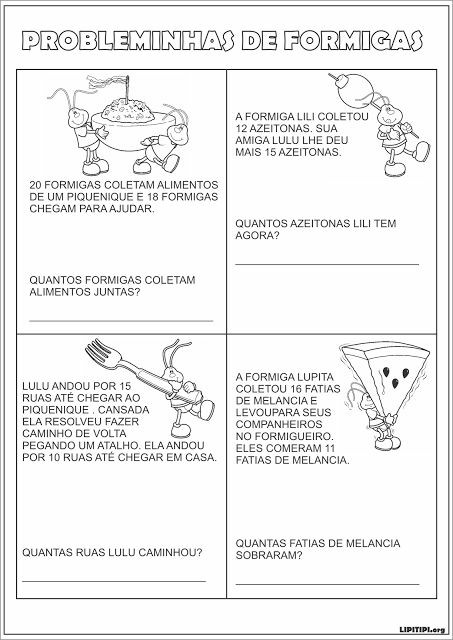 PROBLEMINHAS DE FORMIGAS
20 FORMIGAS COLETAM ALIMENTOS
DE UM PIQUENIQUE E 18 FORMIGAS
CHEGAM PARA AJUDAR.
QUANTOS FORMIGAS COLETAM
ALIMENTOS JUNTAS?
A FORMIGA LILI COLETOU
12 AZEITONAS. SUA
AMIGA LULU LHE DEU
MAIS 15 AZEITONAS.
QUANTOS AZEITONAS LILI TEM
AGORA?
LULU ANDOU POR 15
RUAS ATÉ CHEGAR AO
PIQUENIQUE . CANSADA
ELA RESOLVEU FAZER
CAMINHO DE VOLTA
PEGANDO UM ATALHO. ELA ANDOU
POR 10 RUAS ATÉ CHEGAR EM CASA.
QUANTAS RUAS LULU CAMINHOU?
A FORMIGA LUPITA
COLETOU 16 FATIAS
DE MELANCIA E
LEVOUPARA SEUS
COMPANHEIROS
NO FORMIGUEIRO.
ELES COMERAM 11
FATIAS DE MELANCIA.
QUANTAS FATIAS DE MELANCIA
SOBRARAM?
LIPITIPI.org